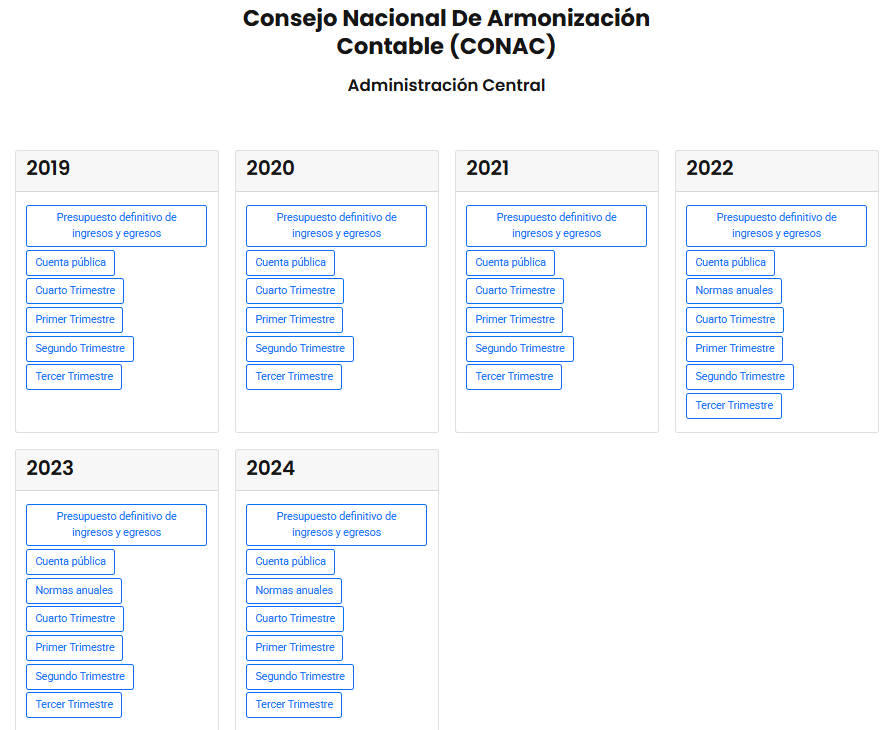 Consejo Nacional De Armonización
Contable (CONAC)
Administración Central
2019
Presupuesto definitivo de
ingresos y egresos
Cuenta pública
Cuarto Trimestre
Primer Trimestre
Segundo Trimestre
Tercer Trimestre
2020
Presupuesto definitivo de
ingresos y egresos
Cuenta pública
Cuarto Trimestre
Primer Trimestre
Segundo Trimestre
Tercer Trimestre
2021
Presupuesto definitivo de
ingresos y egresos
Cuenta pública
Cuarto Trimestre
Primer Trimestre
Segundo Trimestre
Tercer Trimestre
2022
Presupuesto definitivo de
ingresos y egresos
Cuenta pública
Normas anuales
Cuarto Trimestre
Primer Trimestre
Segundo Trimestre
Tercer Trimestre
2023
Presupuesto definitivo de
ingresos y egresos
Cuenta pública
Normas anuales
Cuarto Trimestre
Primer Trimestre
Segundo Trimestre
Tercer Trimestre
2024
Presupuesto definitivo de
ingresos y egresos
Cuenta pública
Normas anuales
Cuarto Trimestre
Primer Trimestre
Segundo Trimestre
Tercer Trimestre